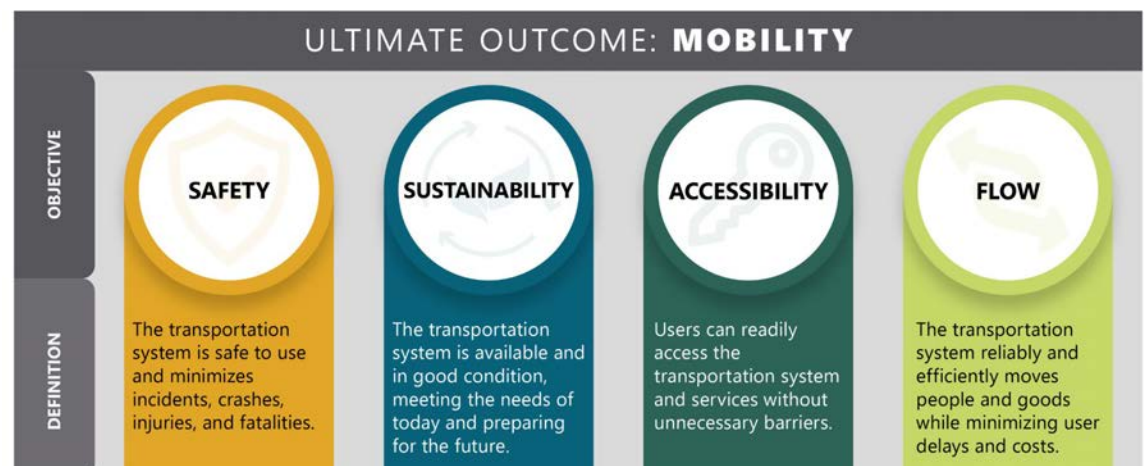 ULTIMATE OUTCOME: MOBILITY
OBJECTIVE
SAFETY
SUSTAINABILITY
ACCESSIBILITY
FLOW
DEFINITION
The transportation
system is safe to use
and minimizes
incidents, crashes,
injuries, and fatalities.
The transportation
system is available and
in good condition,
meeting the needs of
today and preparing
for the future.
Users can readily
access the
transportation system
and services without
unnecessary barriers.
The transportation
system reliably and
efficiently moves
people and goods
while minimizing user
delays and costs.